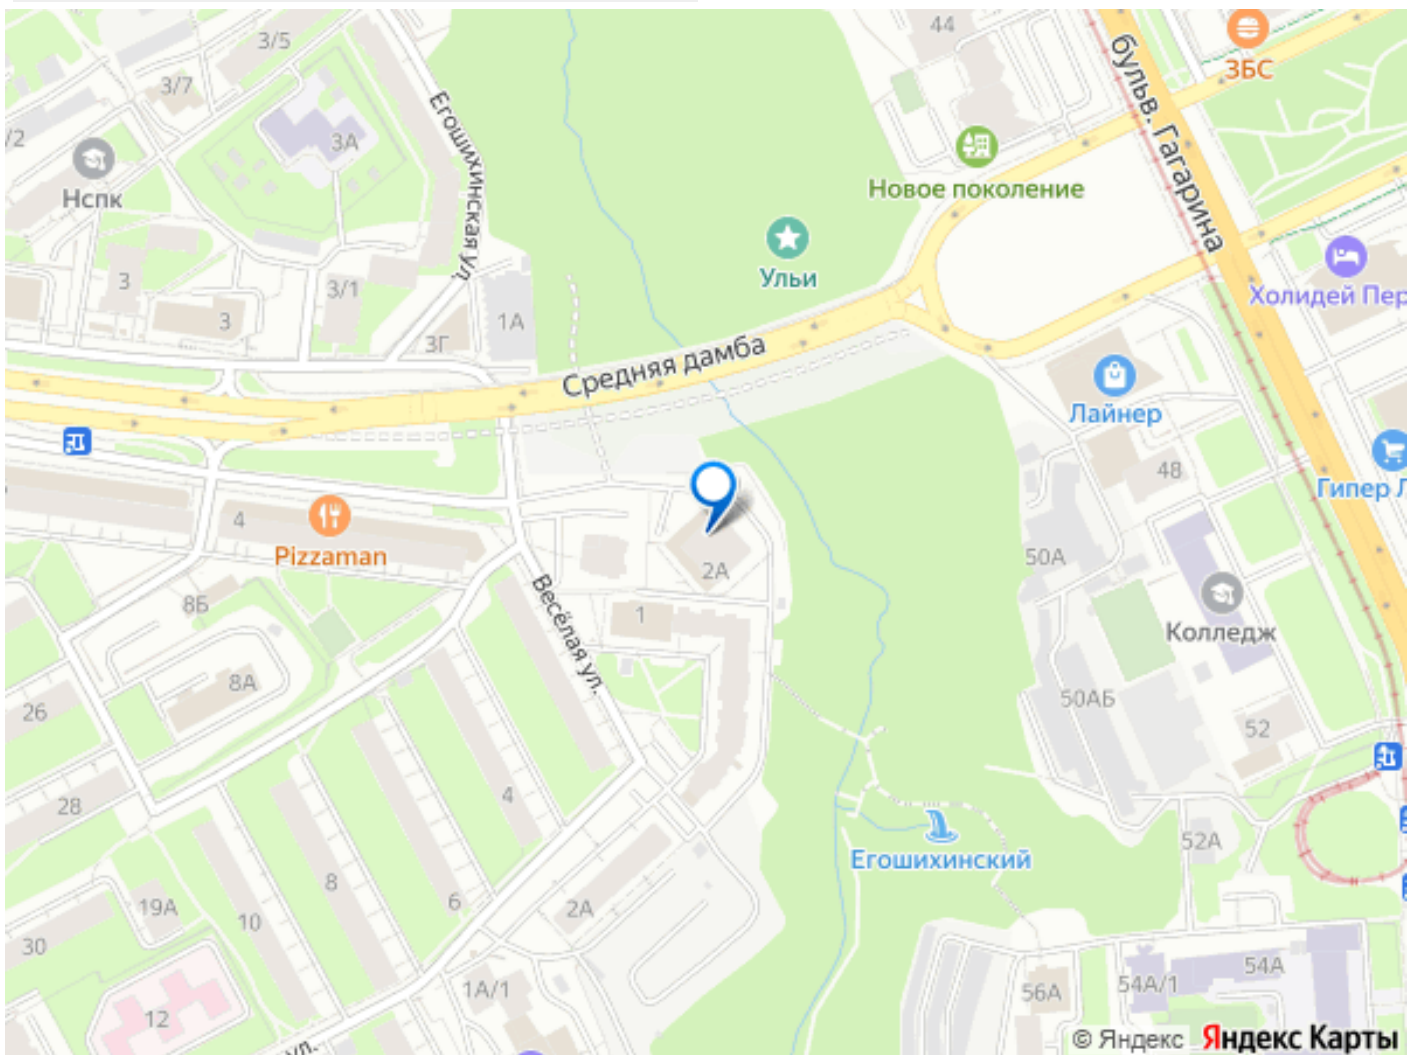 3/5
44
ЗБС
3/7
бульв. Гагарина
Егошихинская ул.
/2
3А
Нспк
Новое поколение
Ульи
3
3/1
Холидей Пер
3
1А
3Г
Средняя дамба
Лайнер
48
Гипер Л
4
Pizzaman
2А
50А
8Б
Весёлая ул.
1
Колледж
8А
50АБ
26
52
28
4
Егошихинский
52А
8
19А
6
2А
10
30
54А
1А/1
54А/1
56А
12
ул.
© Яндекс Яндекс Карты